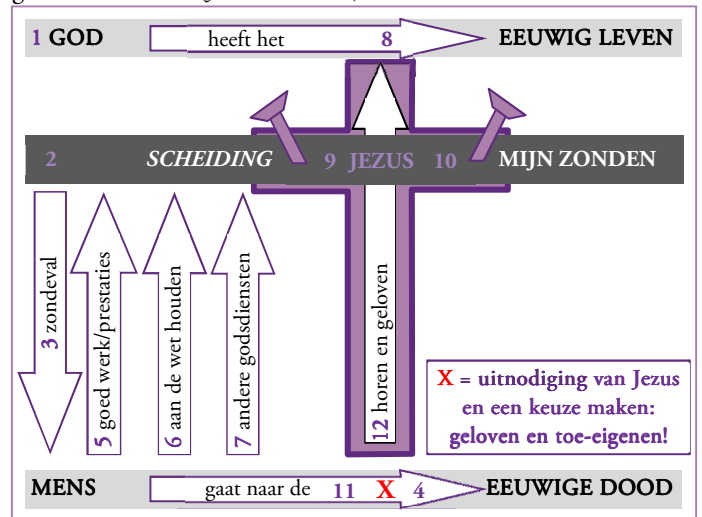 1 GOD heeft het 8 EEUWIG LEVEN
2 SCHEIDING 9 JEZUS 10 MIJN ZONDEN
3 zondeval
5 goed werk/prestaties
6 aan de wet houden
7 andere godsdiensten
12 horen en geloven
X = uitnodiging van Jezus
en een keuze maken:
geloven en toe-eigenen!
MENS gaat naar de 11 X 4 EEUWIGE DOOD